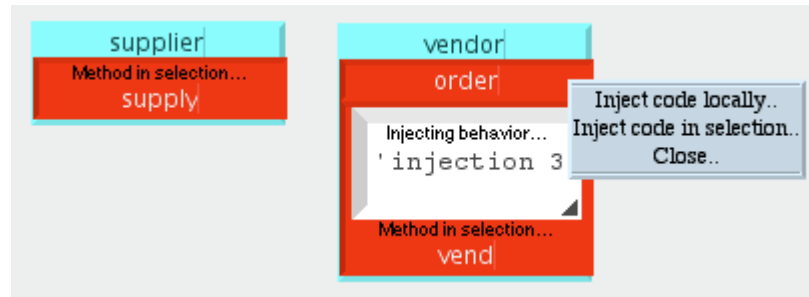 supplier
Method in selection...
supply
vendor
order
Injecting behavior...
'injection 3
Method in selection...
vend
Inject code locally..
Inject code in selection..
Close..